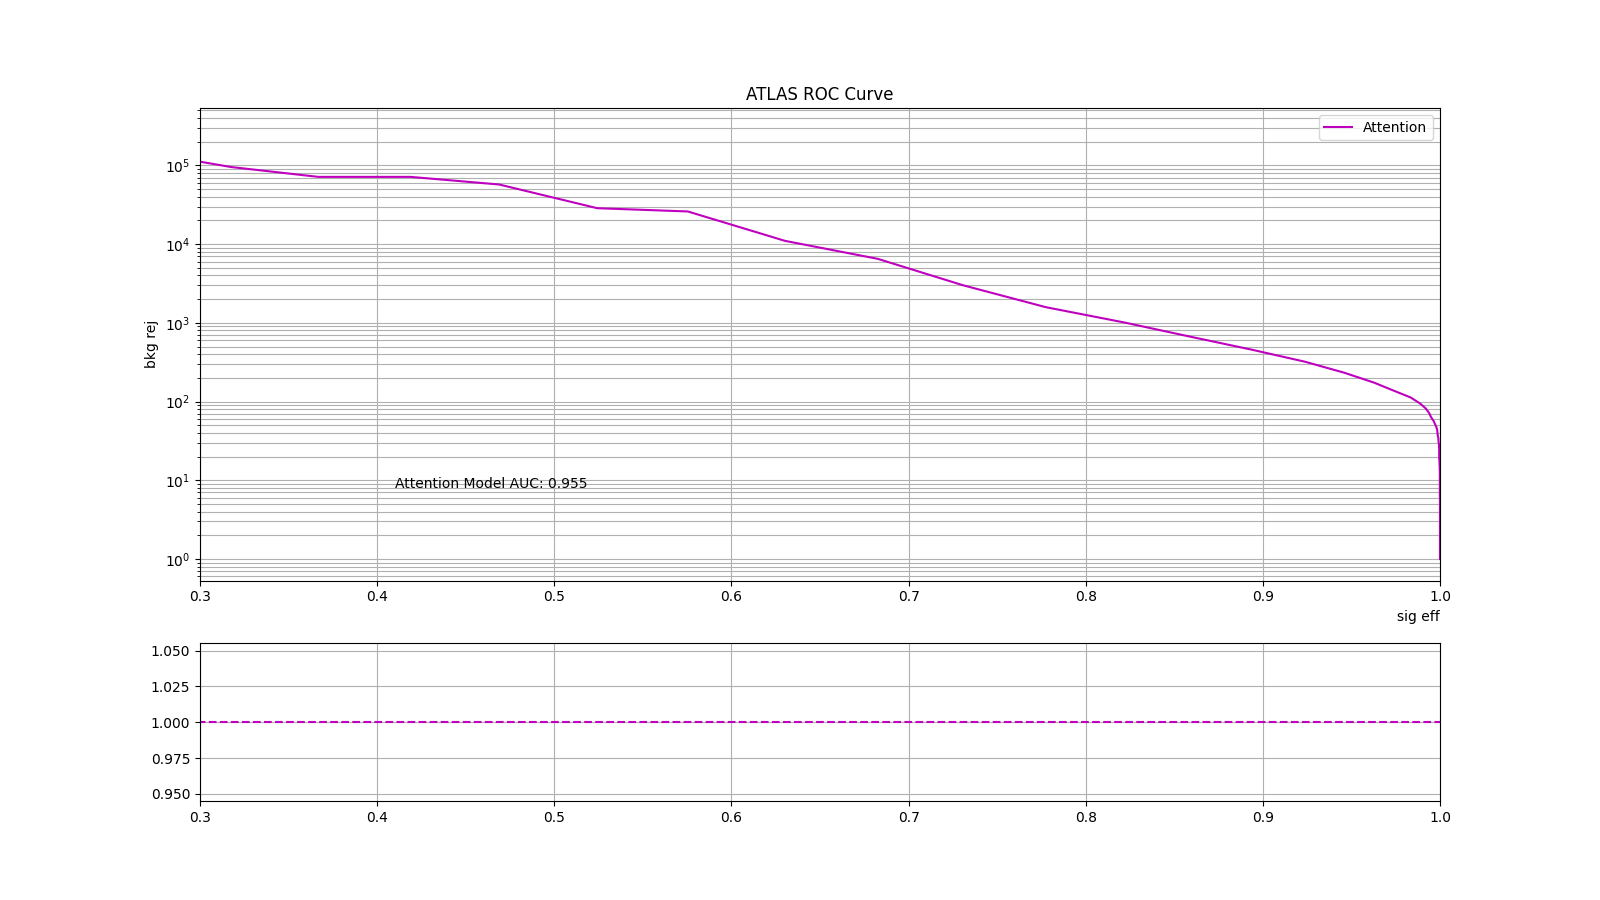 ATLAS ROC Curve
Attention
10^5
10^4
10^3
10^2
10^1
10^0
bkg rej
Attention Model AUC: 0.955
0.3 0.4 0.5 0.6 0.7 0.8 0.9 1.0
sig eff
1.050
1.025
1.000
0.975
0.950
0.3 0.4 0.5 0.6 0.7 0.8 0.9 1.0